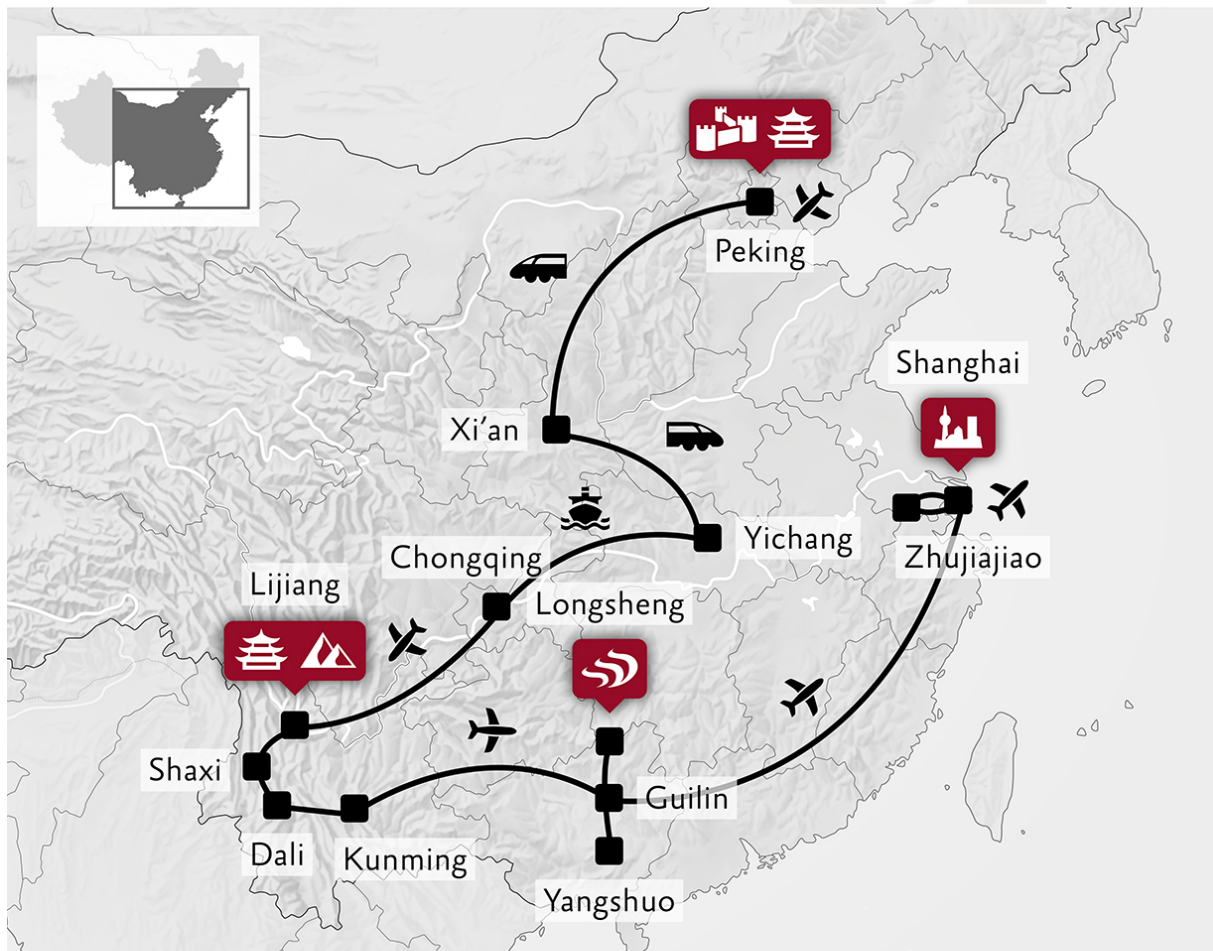 Peking
Shanghai
Xi’an
Yichang
Chongqing
Zhujiajiao
Lijiang
Longsheng
Shaxi
Guilin
Dali
Kunming
Yangshuo